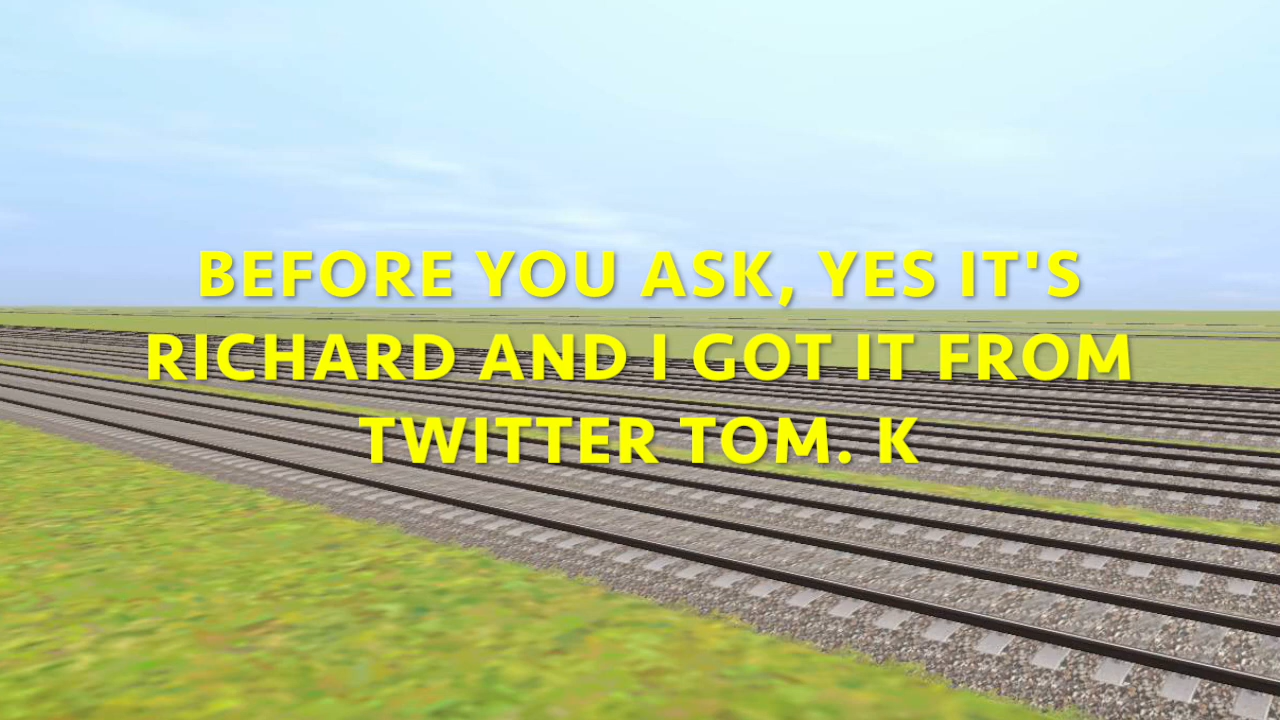 BEFORE YOU ASK, YES IT'S
RICHARD AND I GOT IT FROM
TWITTER TOM. K